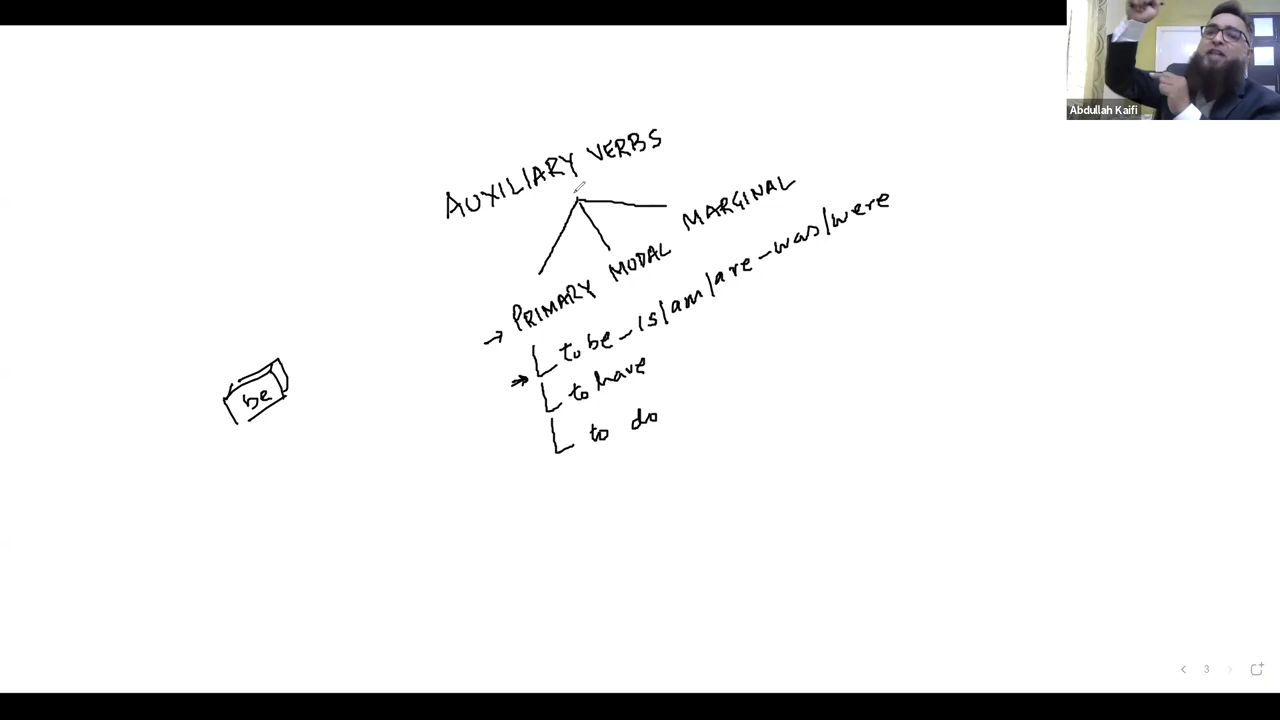 Abdullah Kaifi
AUXILIARY VERBS
PRIMARY MODAL MARGINAL
to be - is/am/are - was/were
to have
to do
be
3